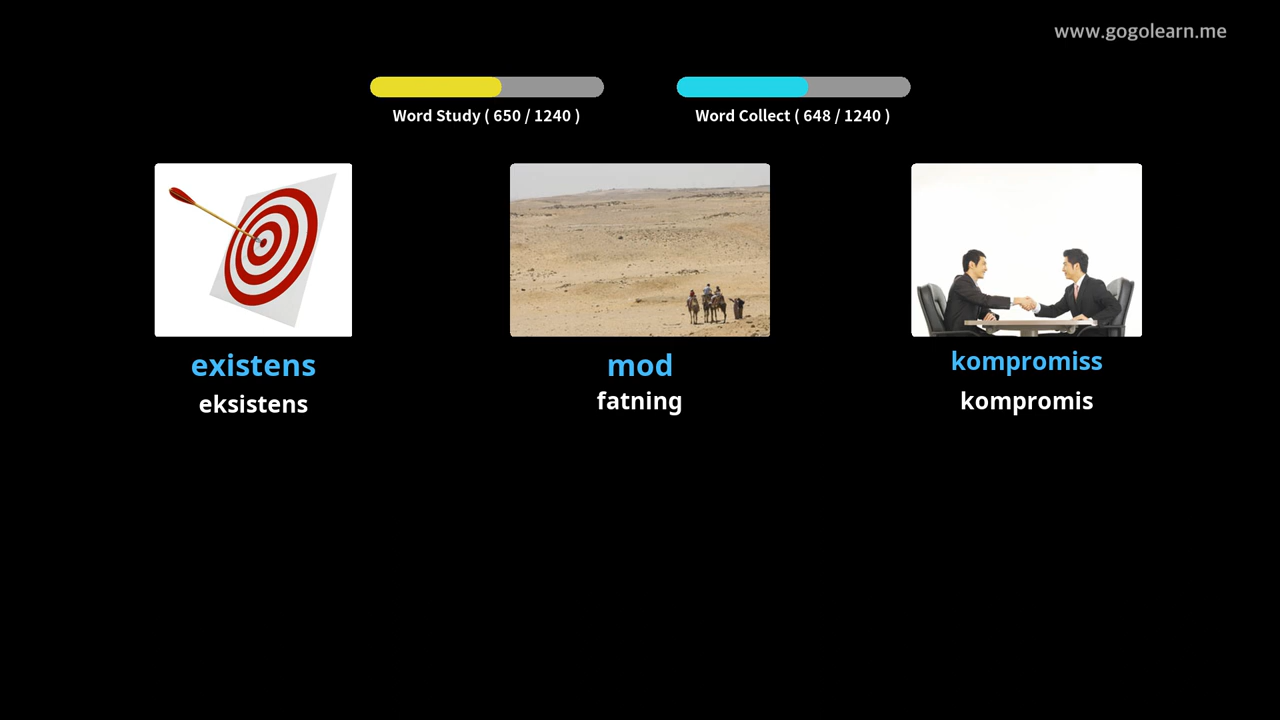 www.gogolearn.me
Word Study ( 650 / 1240 )
Word Collect ( 648 / 1240 )
existens
eksistens
mod
fatning
kompromiss
kompromis